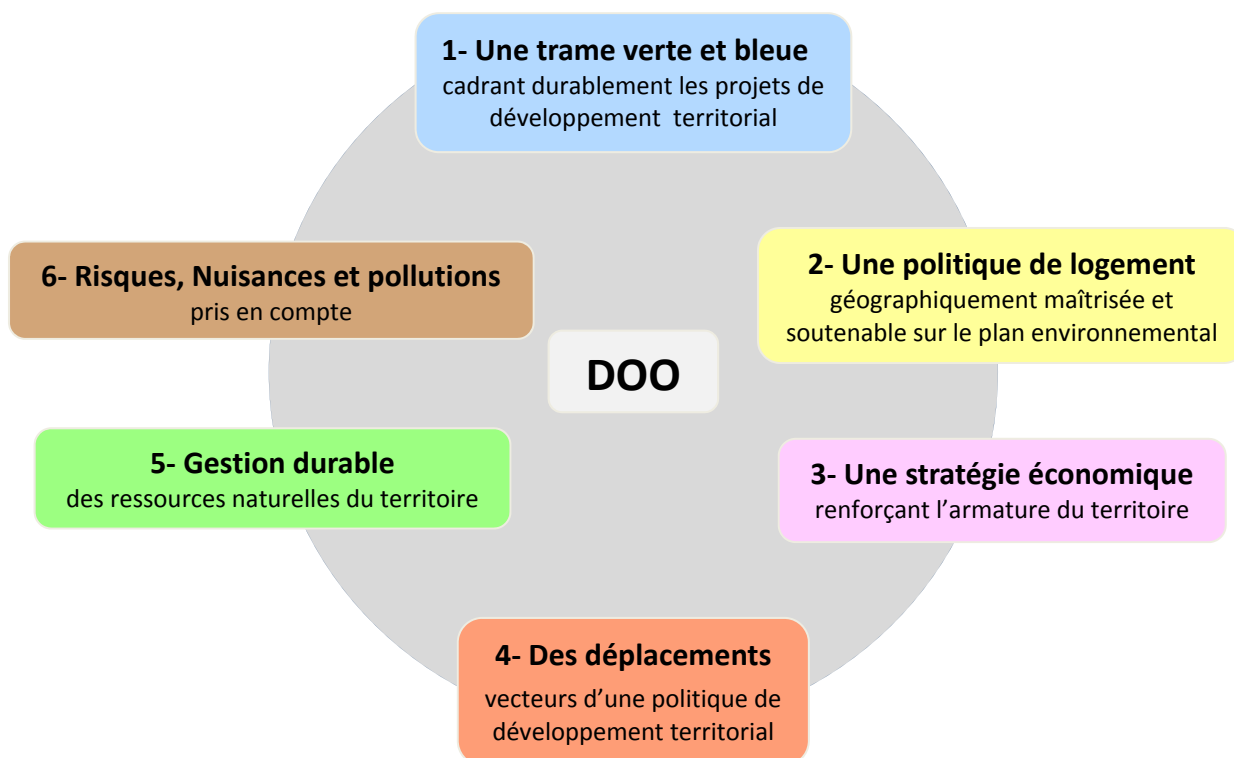 1- Une trame verte et bleue
cadrant durablement les projets de
développement territorial
2- Une politique de logement
géographiquement maîtrisée et
soutenable sur le plan environnemental
3- Une stratégie économique
renforçant l’armature du territoire
4- Des déplacements
vecteurs d’une politique de
développement territorial
5- Gestion durable
des ressources naturelles du territoire
6- Risques, Nuisances et pollutions
pris en compte
DOO